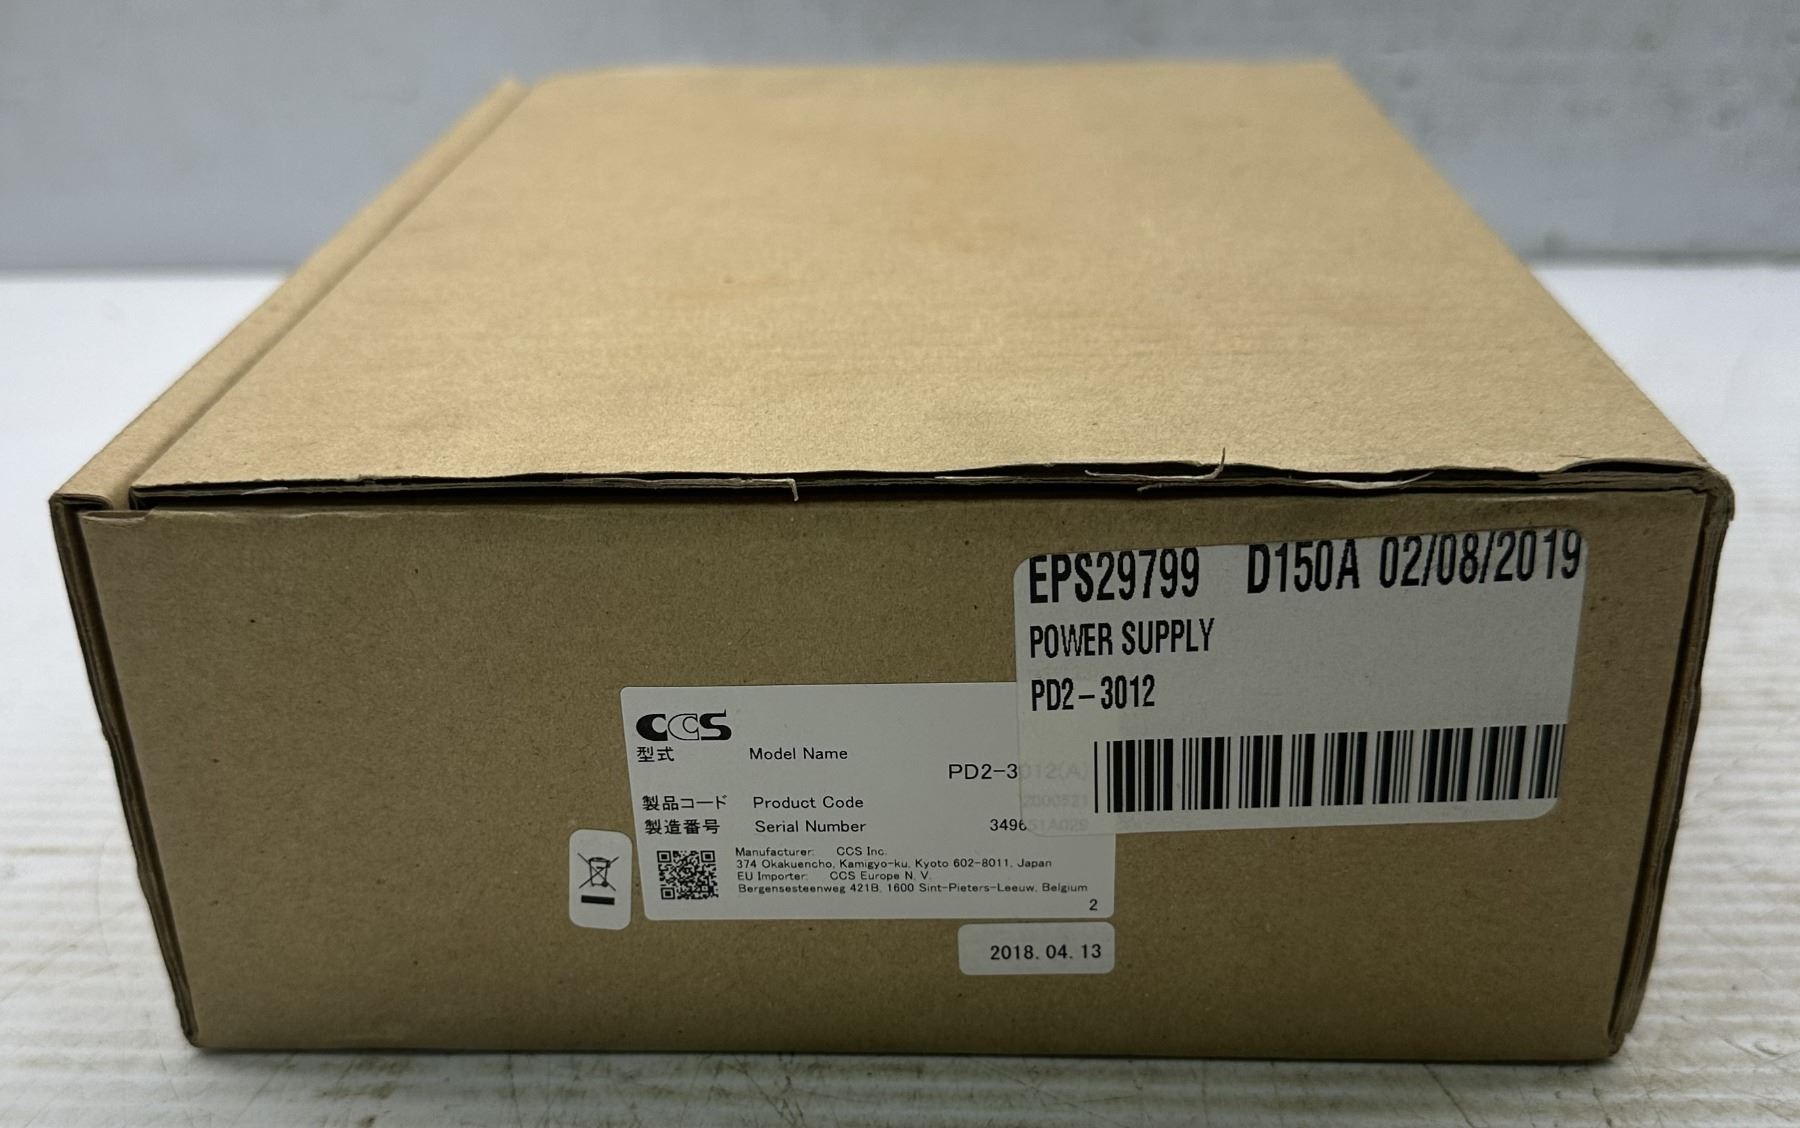 EPS29799 D150A 02/08/2019
POWER SUPPLY
PD2-3012
CCS
型式 Model Name
PD2-3012(A)
製品コード Product Code
製造番号 Serial Number 3496
Manufacturer: CCS Inc.
374 Okakuencho, Kamigyo-ku, Kyoto 602-8011, Japan
EU Importer: CCS Europe N. V.
Bergensesteenweg 421B, 1600 Sint-Pieters-Leeuw, Belgium
2
2018. 04. 13